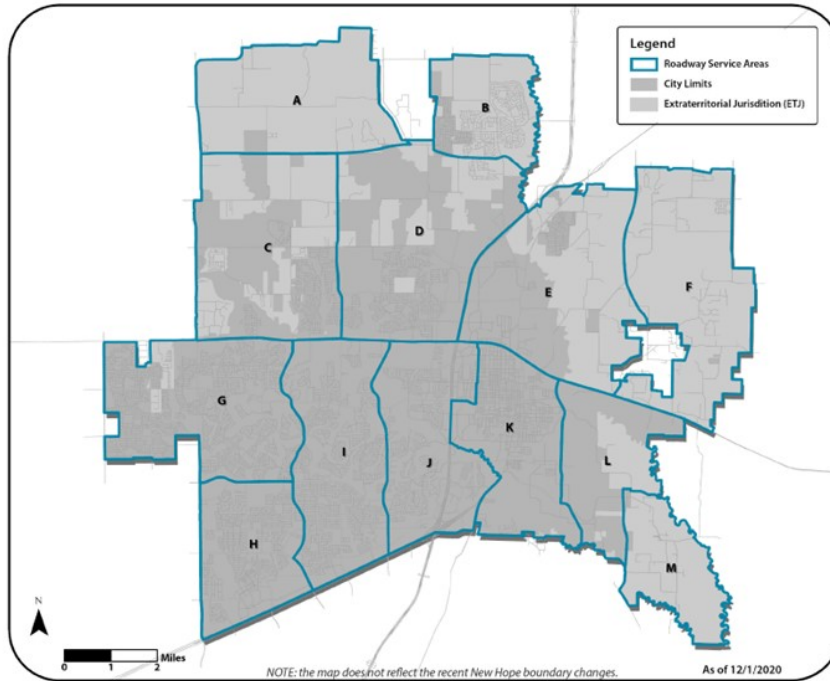 Legend
Roadway Service Areas
City Limits
Extraterritorial Jurisdition (ETJ)
A
B
C
D
E
F
G
H
I
J
K
L
M
N
0 1 2 Miles
NOTE: the map does not reflect the recent New Hope boundary changes.
As of 12/1/2020